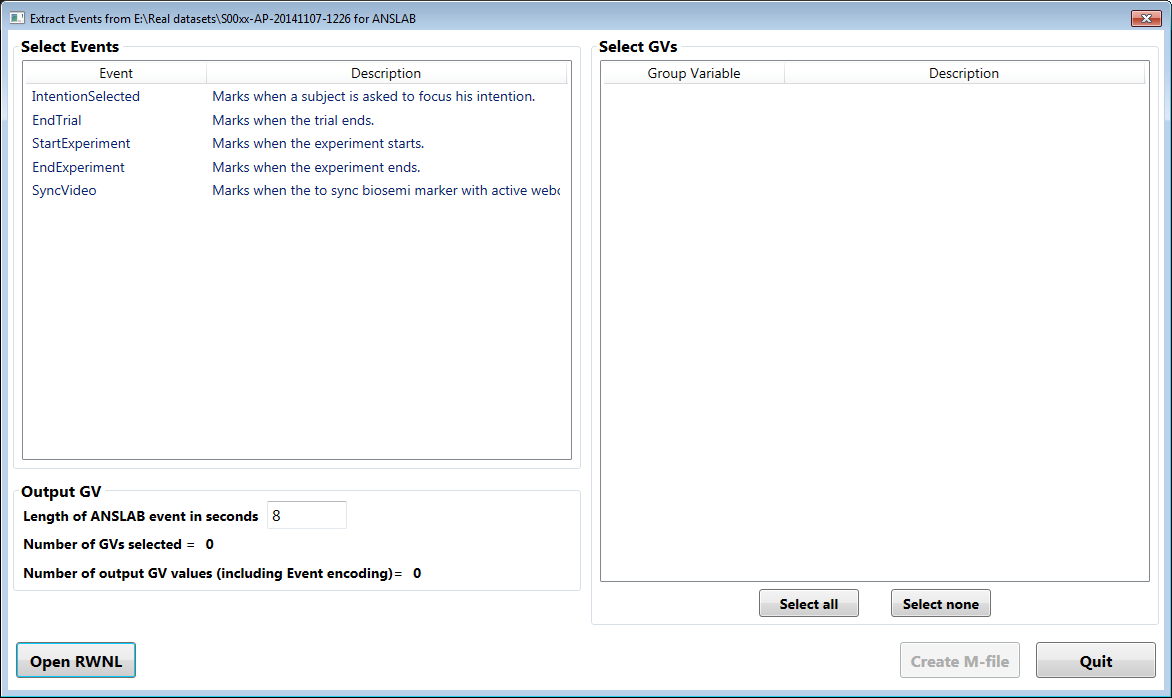 Extract Events from E:\Real datasets\S00xx-AP-20141107-1226 for ANSLAB
Select Events
Event Description
IntentionSelected Marks when a subject is asked to focus his intention.
EndTrial Marks when the trial ends.
StartExperiment Marks when the experiment starts.
EndExperiment Marks when the experiment ends.
SyncVideo Marks when the to sync biosemi marker with active
Output GV
Length of ANSLAB event in seconds 8
Number of GVs selected = 0
Number of output GV values (including Event encoding)= 0
Select GVs
Group Variable Description
Select all Select none
Open RWNL Create M-file Quit